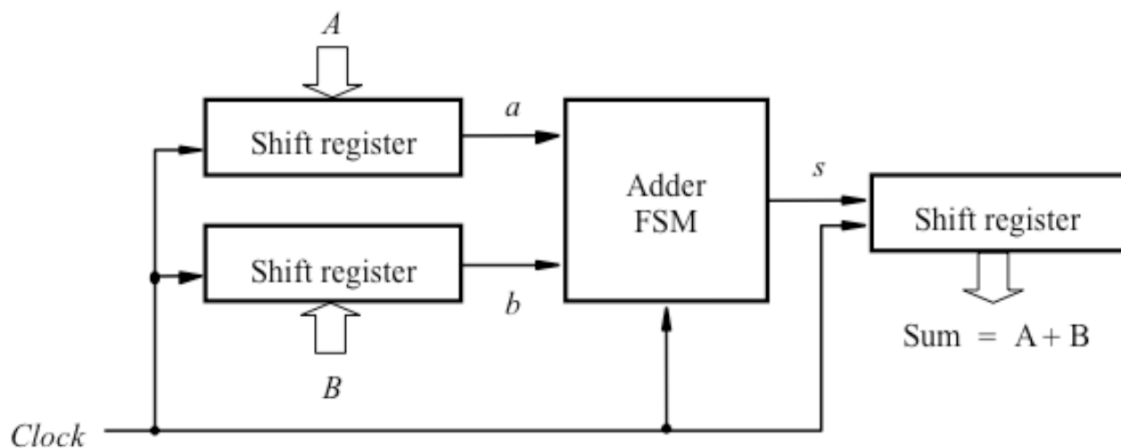 A
Shift register
a
Adder
FSM
s
Shift register
Shift register
b
B
Sum = A + B
Clock